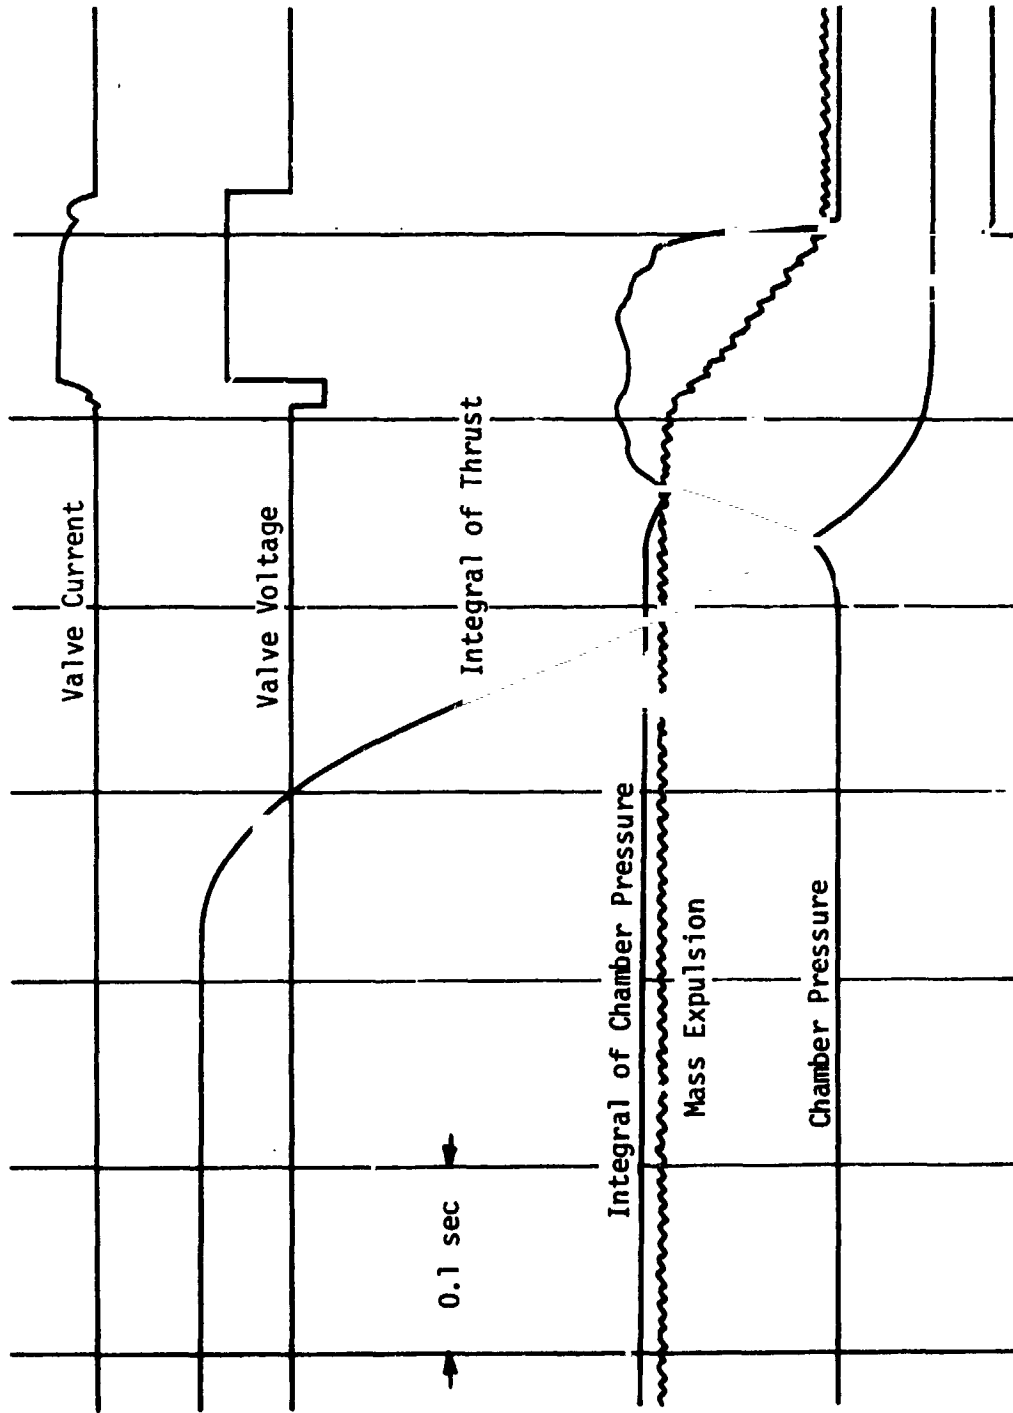 Valve Current
Valve Voltage
Integral of Thrust
Integral of Chamber Pressure
Mass Expulsion
Chamber Pressure
0.1 sec